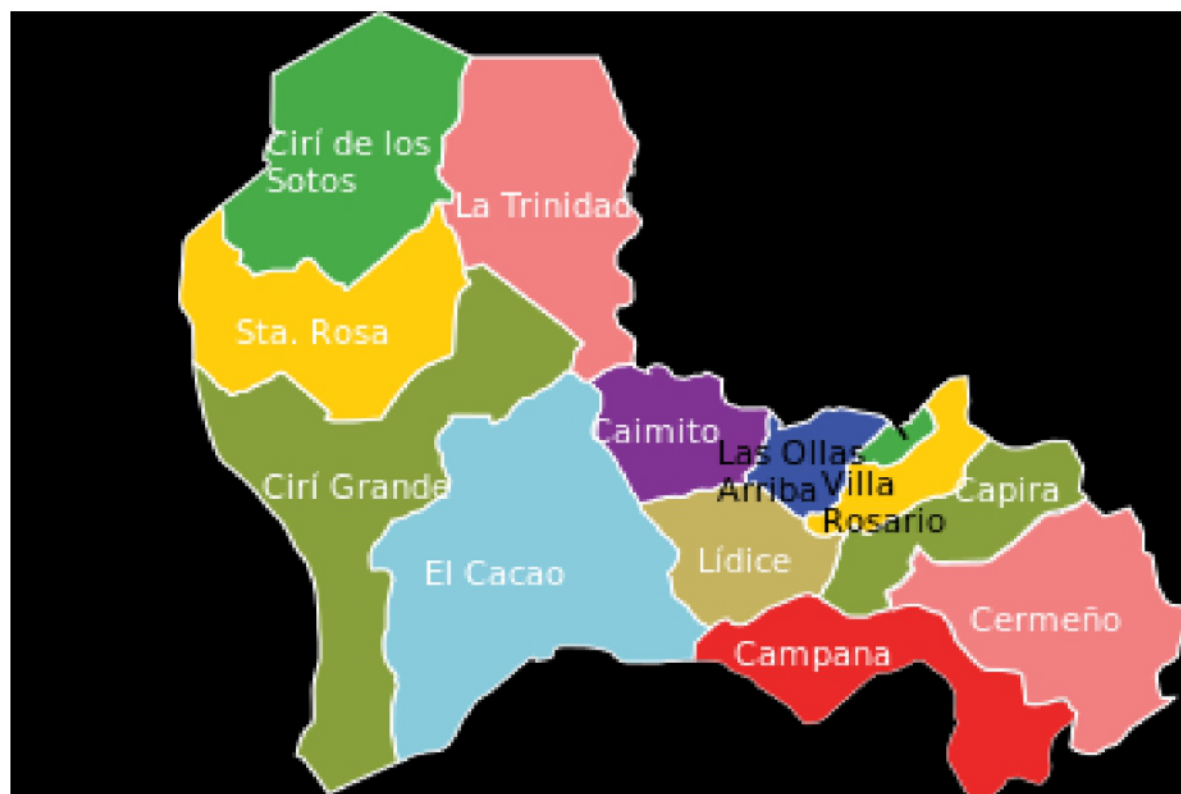 Cirí de los
Sotos
La Trinidad
Sta. Rosa
Caimito
Las Ollas
Arriba
Villa
Rosario
Capira
Cirí Grande
El Cacao
Lídice
Cermeño
Campana